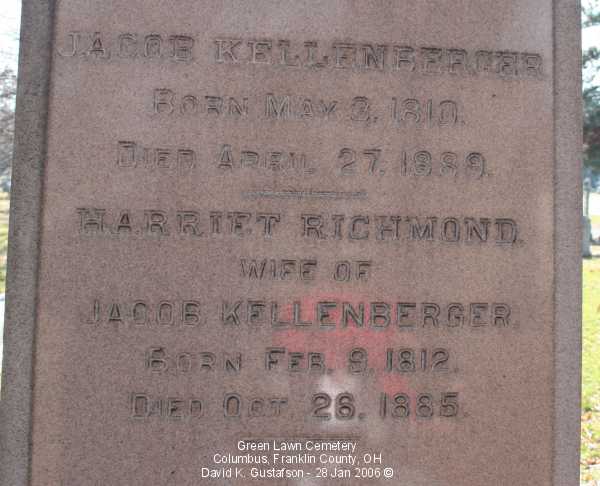 JACOB KELLENBERGER
BORN MAY 3, 1810.
DIED APRIL 27, 1889.
HARRIET RICHMOND.
WIFE OF
JACOB KELLENBERGER.
BORN FEB. 9, 1812.
DIED OCT. 26, 1885.
Green Lawn Cemetery
Columbus, Franklin County, OH
David K. Gustafson - 28 Jan 2006 ©